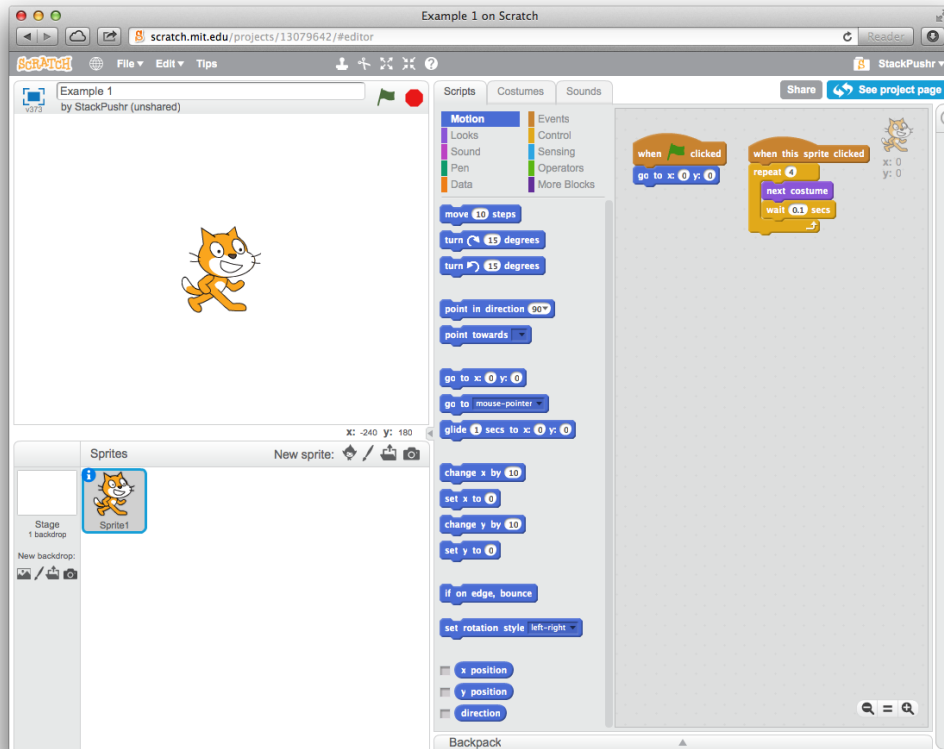 Example 1 on Scratch
scratch.mit.edu/projects/13079642/#editor
Reader
SCRATCH
File Edit Tips
StackPushr
v373
Example 1
by StackPushr (unshared)
Scripts Costumes Sounds
Share
See project page
Motion
Looks
Sound
Pen
Data
Events
Control
Sensing
Operators
More Blocks
move 10 steps
turn 15 degrees
turn 15 degrees
point in direction 90
point towards
go to x: 0 y: 0
go to mouse-pointer
glide 1 secs to x: 0 y: 0
change x by 10
set x to 0
change y by 10
set y to 0
if on edge, bounce
set rotation style left-right
x position
y position
direction
when clicked
go to x: 0 y: 0
when this sprite clicked
repeat 4
next costume
wait 0.1 secs
x: 0
y: 0
X: -240 y: 180
Sprites
New sprite:
Stage
1 backdrop
New backdrop:
Sprite1
Backpack